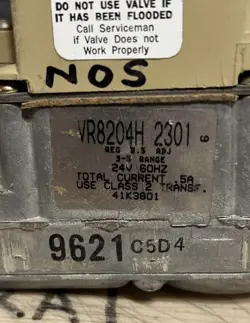 DO NOT USE VALVE IF
IT HAS BEEN FLOODED
Call Serviceman
if Valve Does not
Work Properly
NOS
VR8204H 2301 6
REG 3.5 ADJ
3-5 RANGE
24V 60HZ
TOTAL CURRENT .5A
USE CLASS 2 TRANSF.
41K3801
9621 C5D4